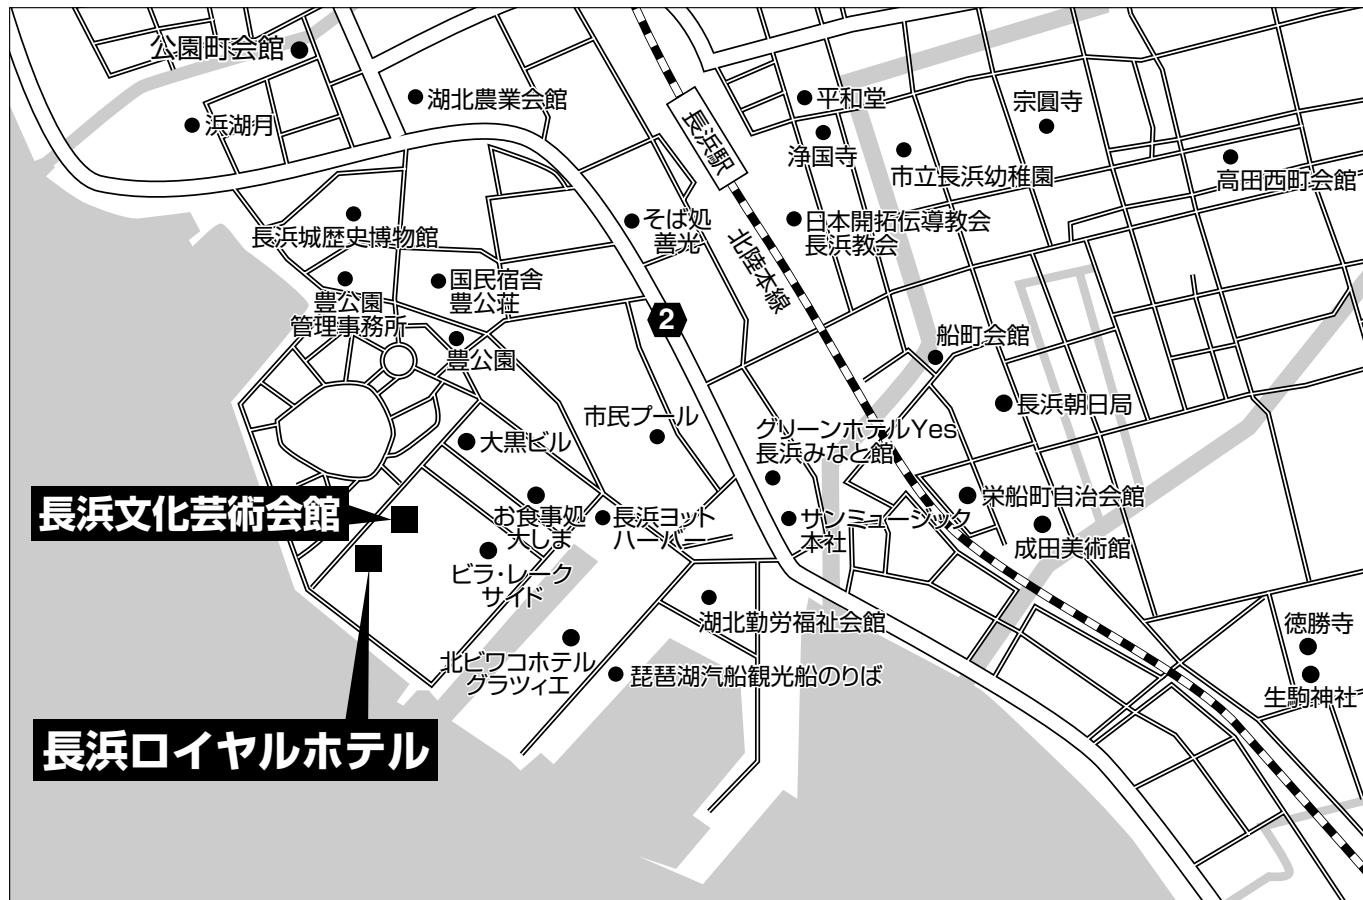 公園町会館
湖北農業会館
浜湖月
長浜駅
平和堂
浄国寺
宗圓寺
市立長浜幼稚園
高田西町会館
長浜城歴史博物館
そば処
善光
北陸本線
日本開拓伝導教会
長浜教会
豊公園
管理事務所
国民宿舎
豊公荘
豊公園
2
船町会館
長浜朝日局
市民プール
グリーンホテルYes
長浜みなと館
大黒ビル
長浜文化芸術会館
お食事処
大しま
長浜ヨット
ハーバー
サンミュージック
本社
栄船町自治会館
成田美術館
ビラ・レーク
サイド
湖北勤労福祉会館
徳勝寺
北ビワコホテル
グラツィエ
琵琶湖汽船観光船のりば
生駒神社
長浜ロイヤルホテル